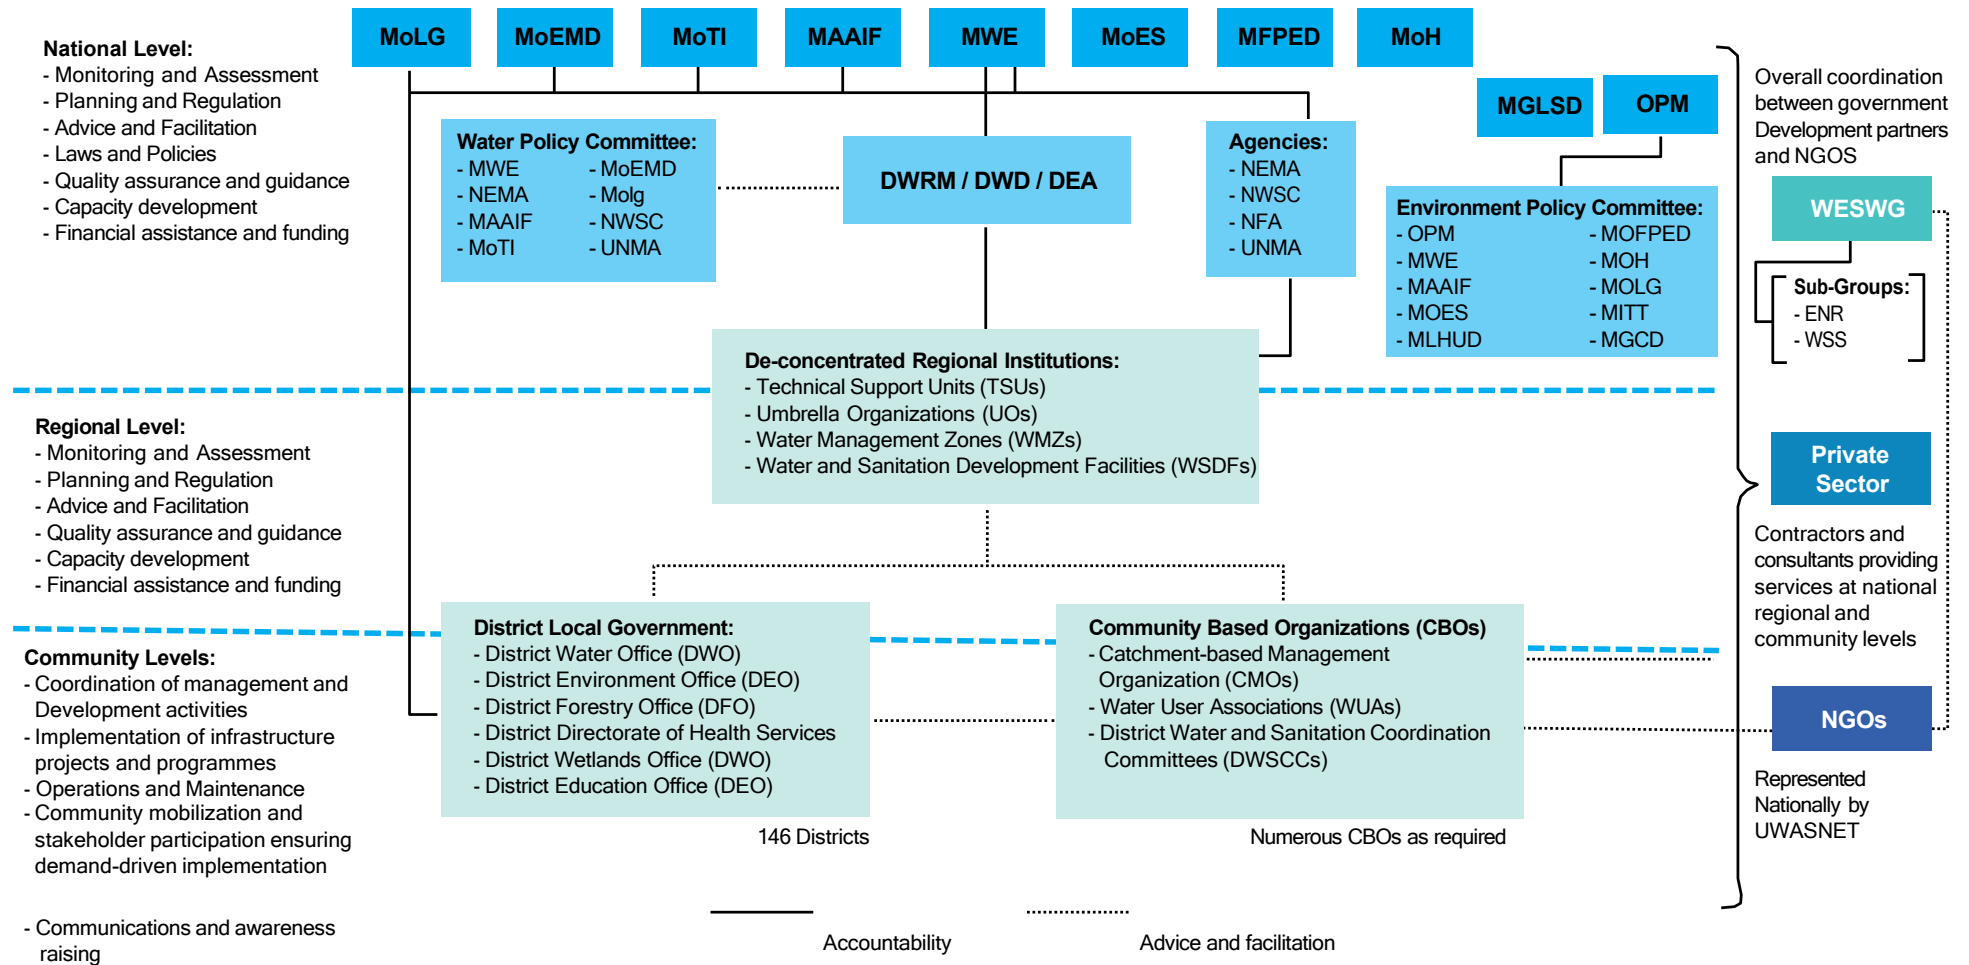 MoLG
MoEMD
MoTI
MAAIF
MWE
MoES
MFPED
MoH
MGLSD
OPM
National Level:
- Monitoring and Assessment
- Planning and Regulation
- Advice and Facilitation
- Laws and Policies
- Quality assurance and guidance
- Capacity development
- Financial assistance and funding
Water Policy Committee:
- MWE
- NEMA
- MAAIF
- MoTI
- MoEMD
- Molg
- NWSC
- UNMA
DWRM / DWD / DEA
Agencies:
- NEMA
- NWSC
- NFA
- UNMA
Environment Policy Committee:
- OPM
- MWE
- MAAIF
- MOES
- MLHUD
- MOFPED
- MOH
- MOLG
- MITT
- MGCD
Overall coordination
between government
Development partners
and NGOS
WESWG
Sub-Groups:
- ENR
- WSS
De-concentrated Regional Institutions:
- Technical Support Units (TSUs)
- Umbrella Organizations (UOs)
- Water Management Zones (WMZs)
- Water and Sanitation Development Facilities (WSDFs)
Regional Level:
- Monitoring and Assessment
- Planning and Regulation
- Advice and Facilitation
- Quality assurance and guidance
- Capacity development
- Financial assistance and funding
Private
Sector
Contractors and
consultants providing
services at national
regional and
community levels
Community Levels:
- Coordination of management and
Development activities
- Implementation of infrastructure
projects and programmes
- Operations and Maintenance
- Community mobilization and
stakeholder participation ensuring
demand-driven implementation
- Communications and awareness
raising
District Local Government:
- District Water Office (DWO)
- District Environment Office (DEO)
- District Forestry Office (DFO)
- District Directorate of Health Services
- District Wetlands Office (DWO)
- District Education Office (DEO)
146 Districts
Community Based Organizations (CBOs)
- Catchment-based Management
Organization (CMOs)
- Water User Associations (WUAs)
- District Water and Sanitation Coordination
Committees (DWSCCs)
Numerous CBOs as required
NGOs
Represented
Nationally by
UWASNET
Accountability
Advice and facilitation